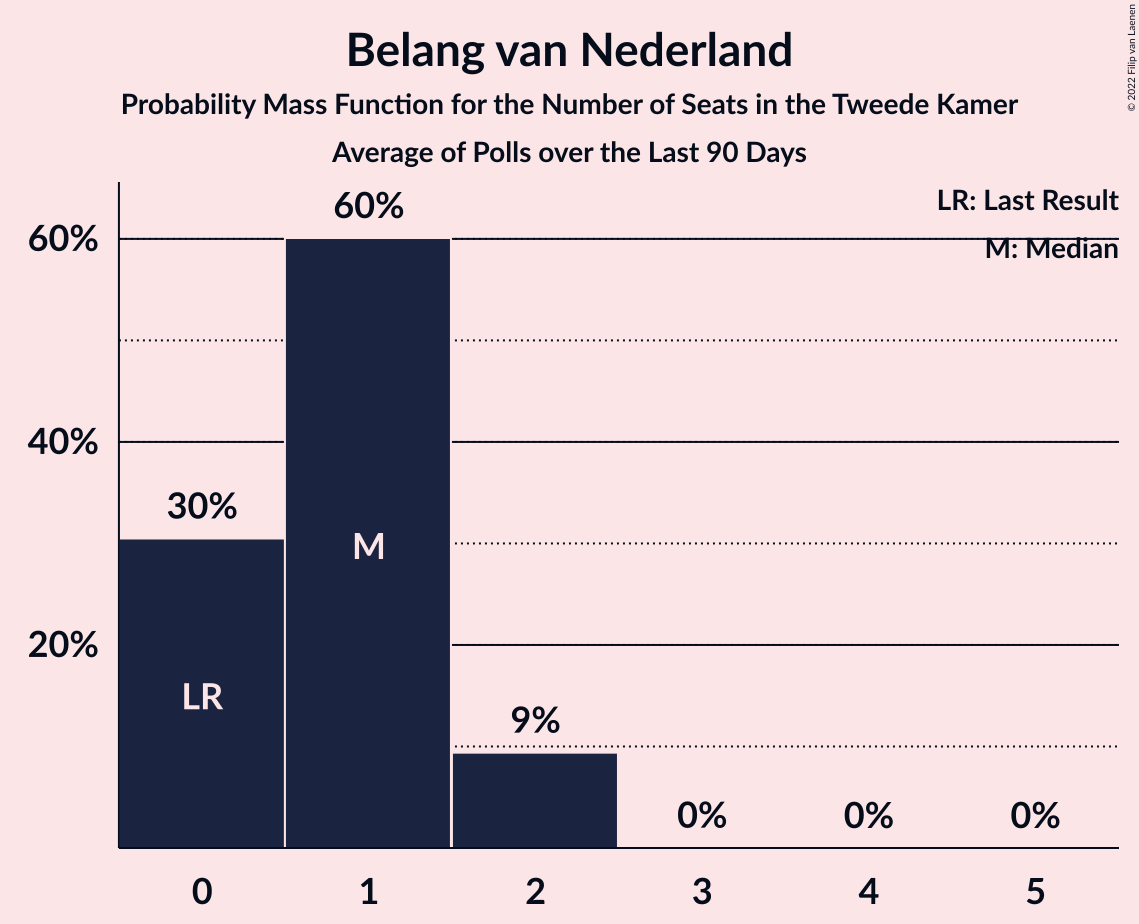 Belang van Nederland
Probability Mass Function for the Number of Seats in the Tweede Kamer
Average of Polls over the Last 90 Days
© 2022 Filip van Laenen
LR: Last Result
M: Median
60%
40%
20%
30%
60%
9%
0%
0%
0%
LR
M
0
1
2
3
4
5